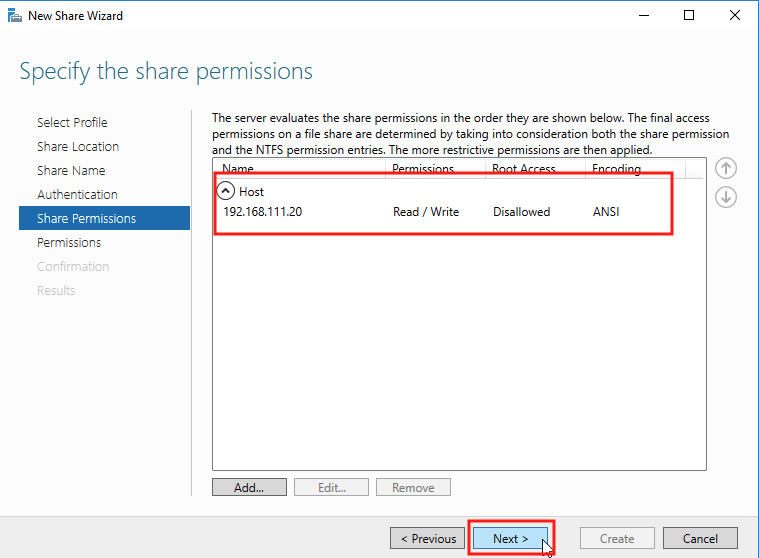 New Share Wizard
Specify the share permissions
Select Profile
Share Location
Share Name
Authentication
Share Permissions
Permissions
Confirmation
Results
The server evaluates the share permissions in the order they are shown below. The final access
permissions on a file share are determined by taking into consideration both the share permission
and the NTFS permission entries. The more restrictive permissions are then applied.
Name Permissions Root Access Encoding
Host
192.168.111.20 Read / Write Disallowed ANSI
Add... Edit... Remove
< Previous Next > Create Cancel